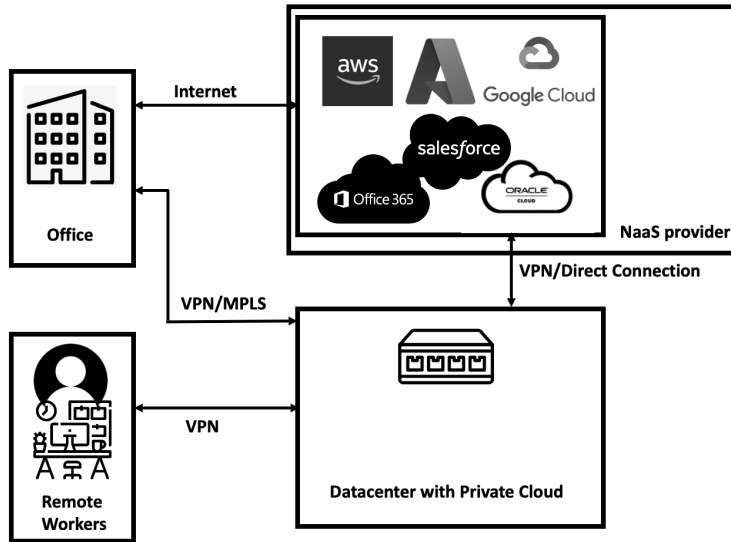 aws
Google Cloud
salesforce
Office 365
ORACLE
CLOUD
NaaS provider
Internet
Office
VPN/Direct Connection
VPN/MPLS
VPN
Datacenter with Private Cloud
Remote
Workers